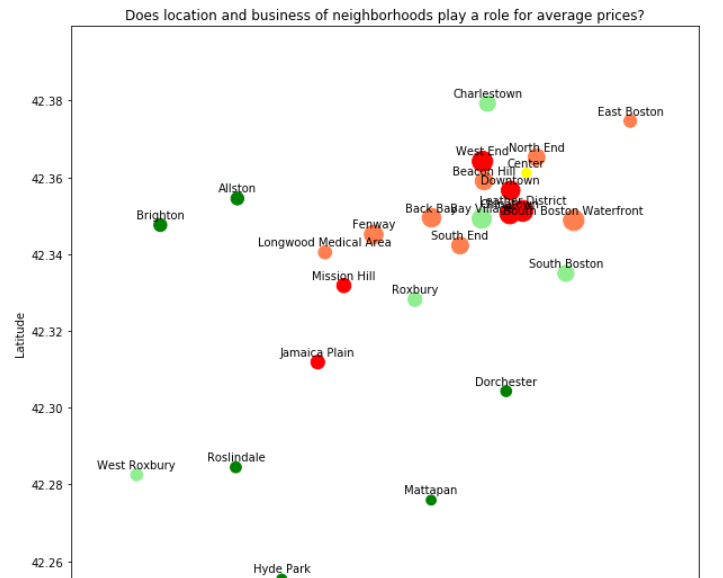 Does location and business of neighborhoods play a role for average prices?
42.38
42.36
42.34
42.32
42.30
42.28
42.26
Latitude
Charlestown
East Boston
West End
North End
Center
Beacon Hill
Downtown
Allston
Leather District
Brighton
Back Bay
Bay Village
South Boston Waterfront
Fenway
Longwood Medical Area
South End
Mission Hill
South Boston
Roxbury
Jamaica Plain
Dorchester
West Roxbury
Roslindale
Mattapan
Hyde Park